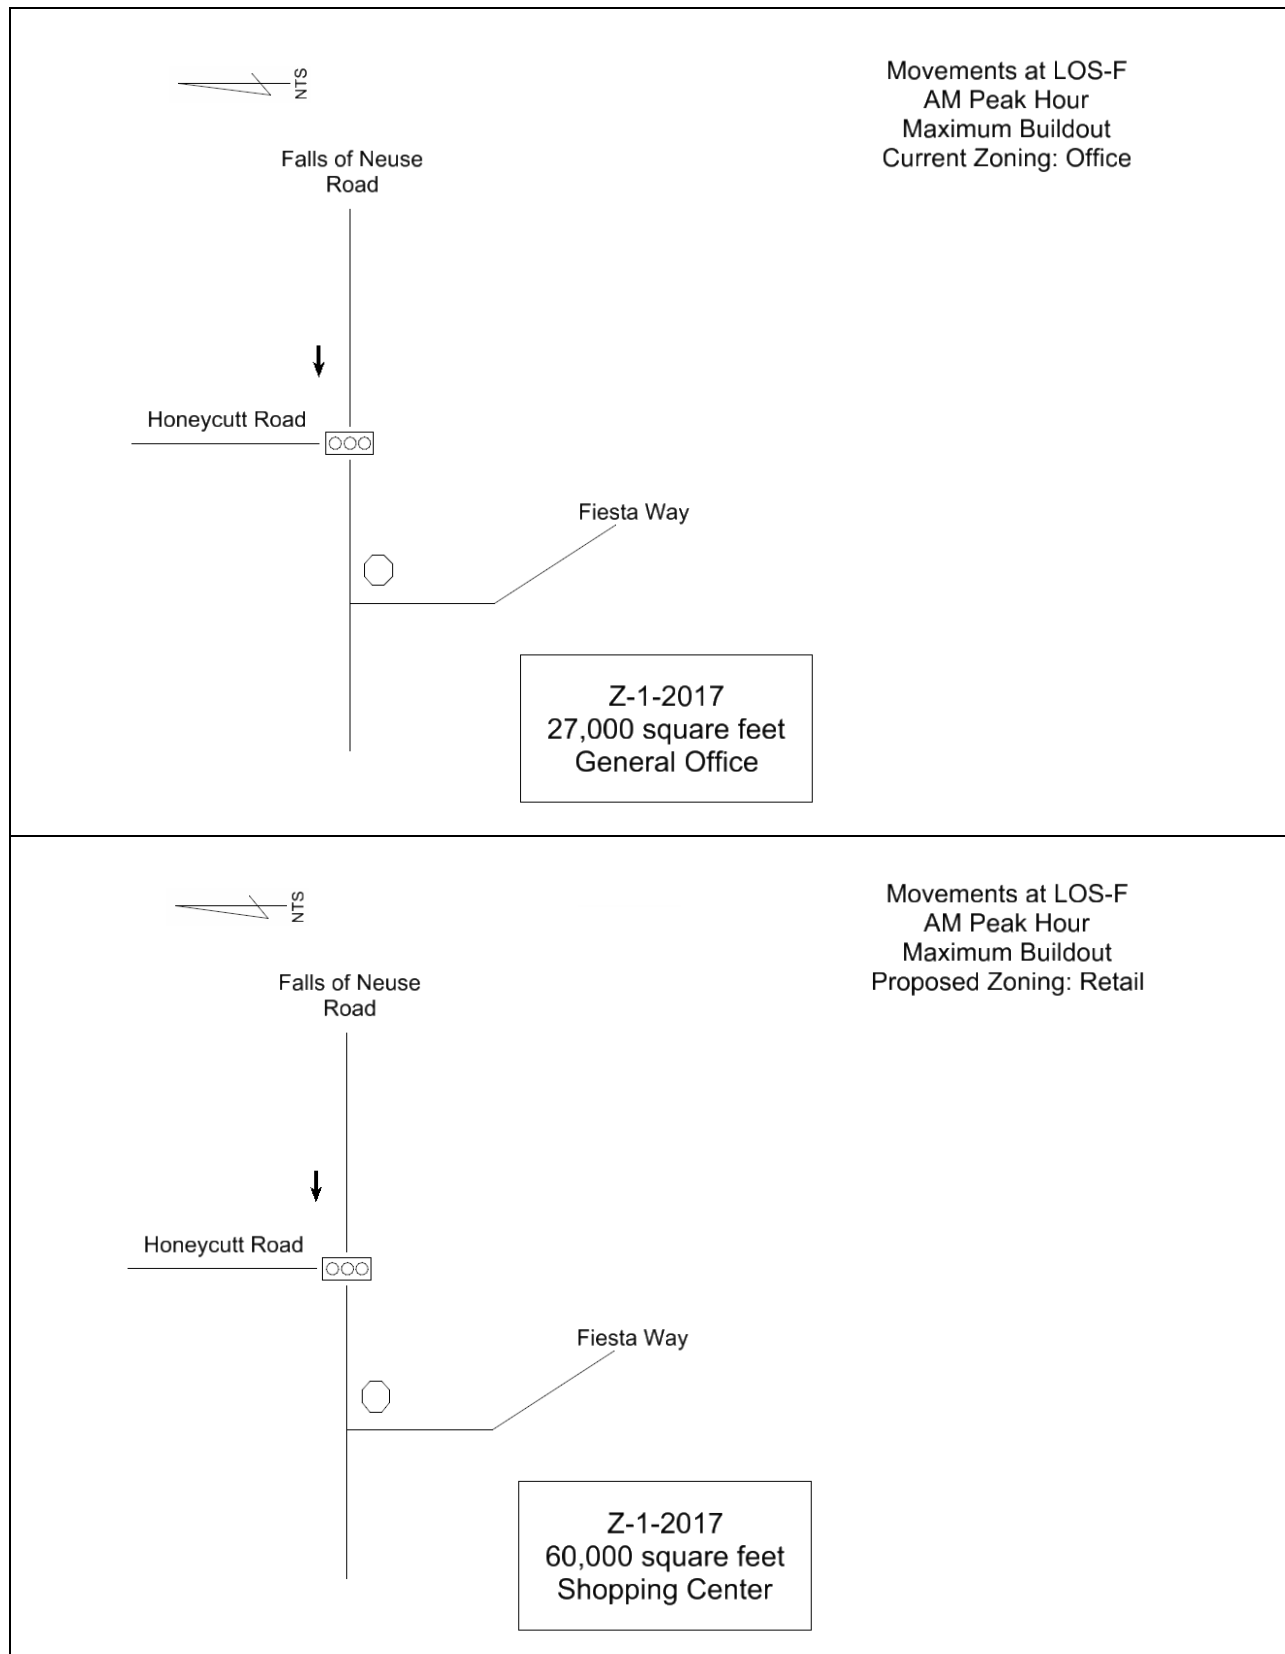 NTS
Movements at LOS-F
AM Peak Hour
Maximum Buildout
Current Zoning: Office
Falls of Neuse
Road
Honeycutt Road
Fiesta Way
Z-1-2017
27,000 square feet
General Office
NTS
Movements at LOS-F
AM Peak Hour
Maximum Buildout
Proposed Zoning: Retail
Falls of Neuse
Road
Honeycutt Road
Fiesta Way
Z-1-2017
60,000 square feet
Shopping Center